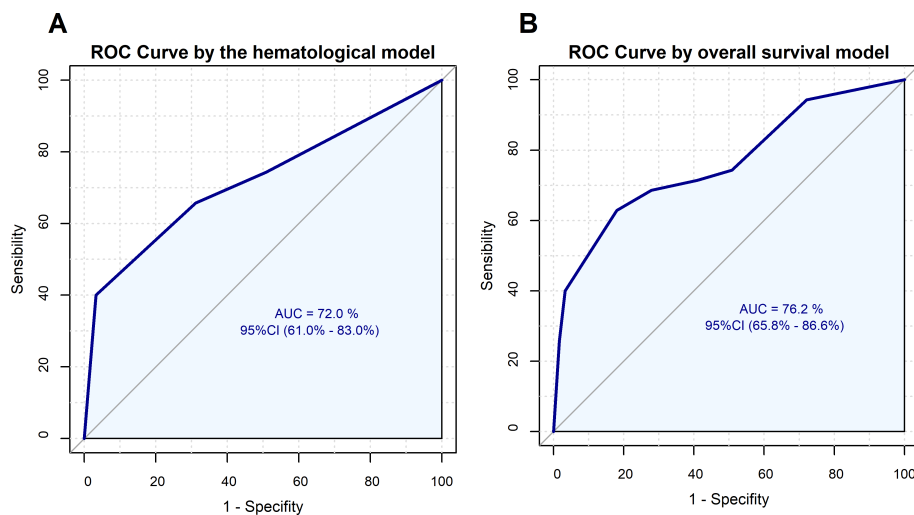 A
ROC Curve by the hematological model
Sensibility
100
80
60
40
20
0
AUC = 72.0 %
95%CI (61.0% - 83.0%)
0 20 40 60 80 100
1 - Specifity
B
ROC Curve by overall survival model
Sensibility
100
80
60
40
20
0
AUC = 76.2 %
95%CI (65.8% - 86.6%)
0 20 40 60 80 100
1 - Specifity